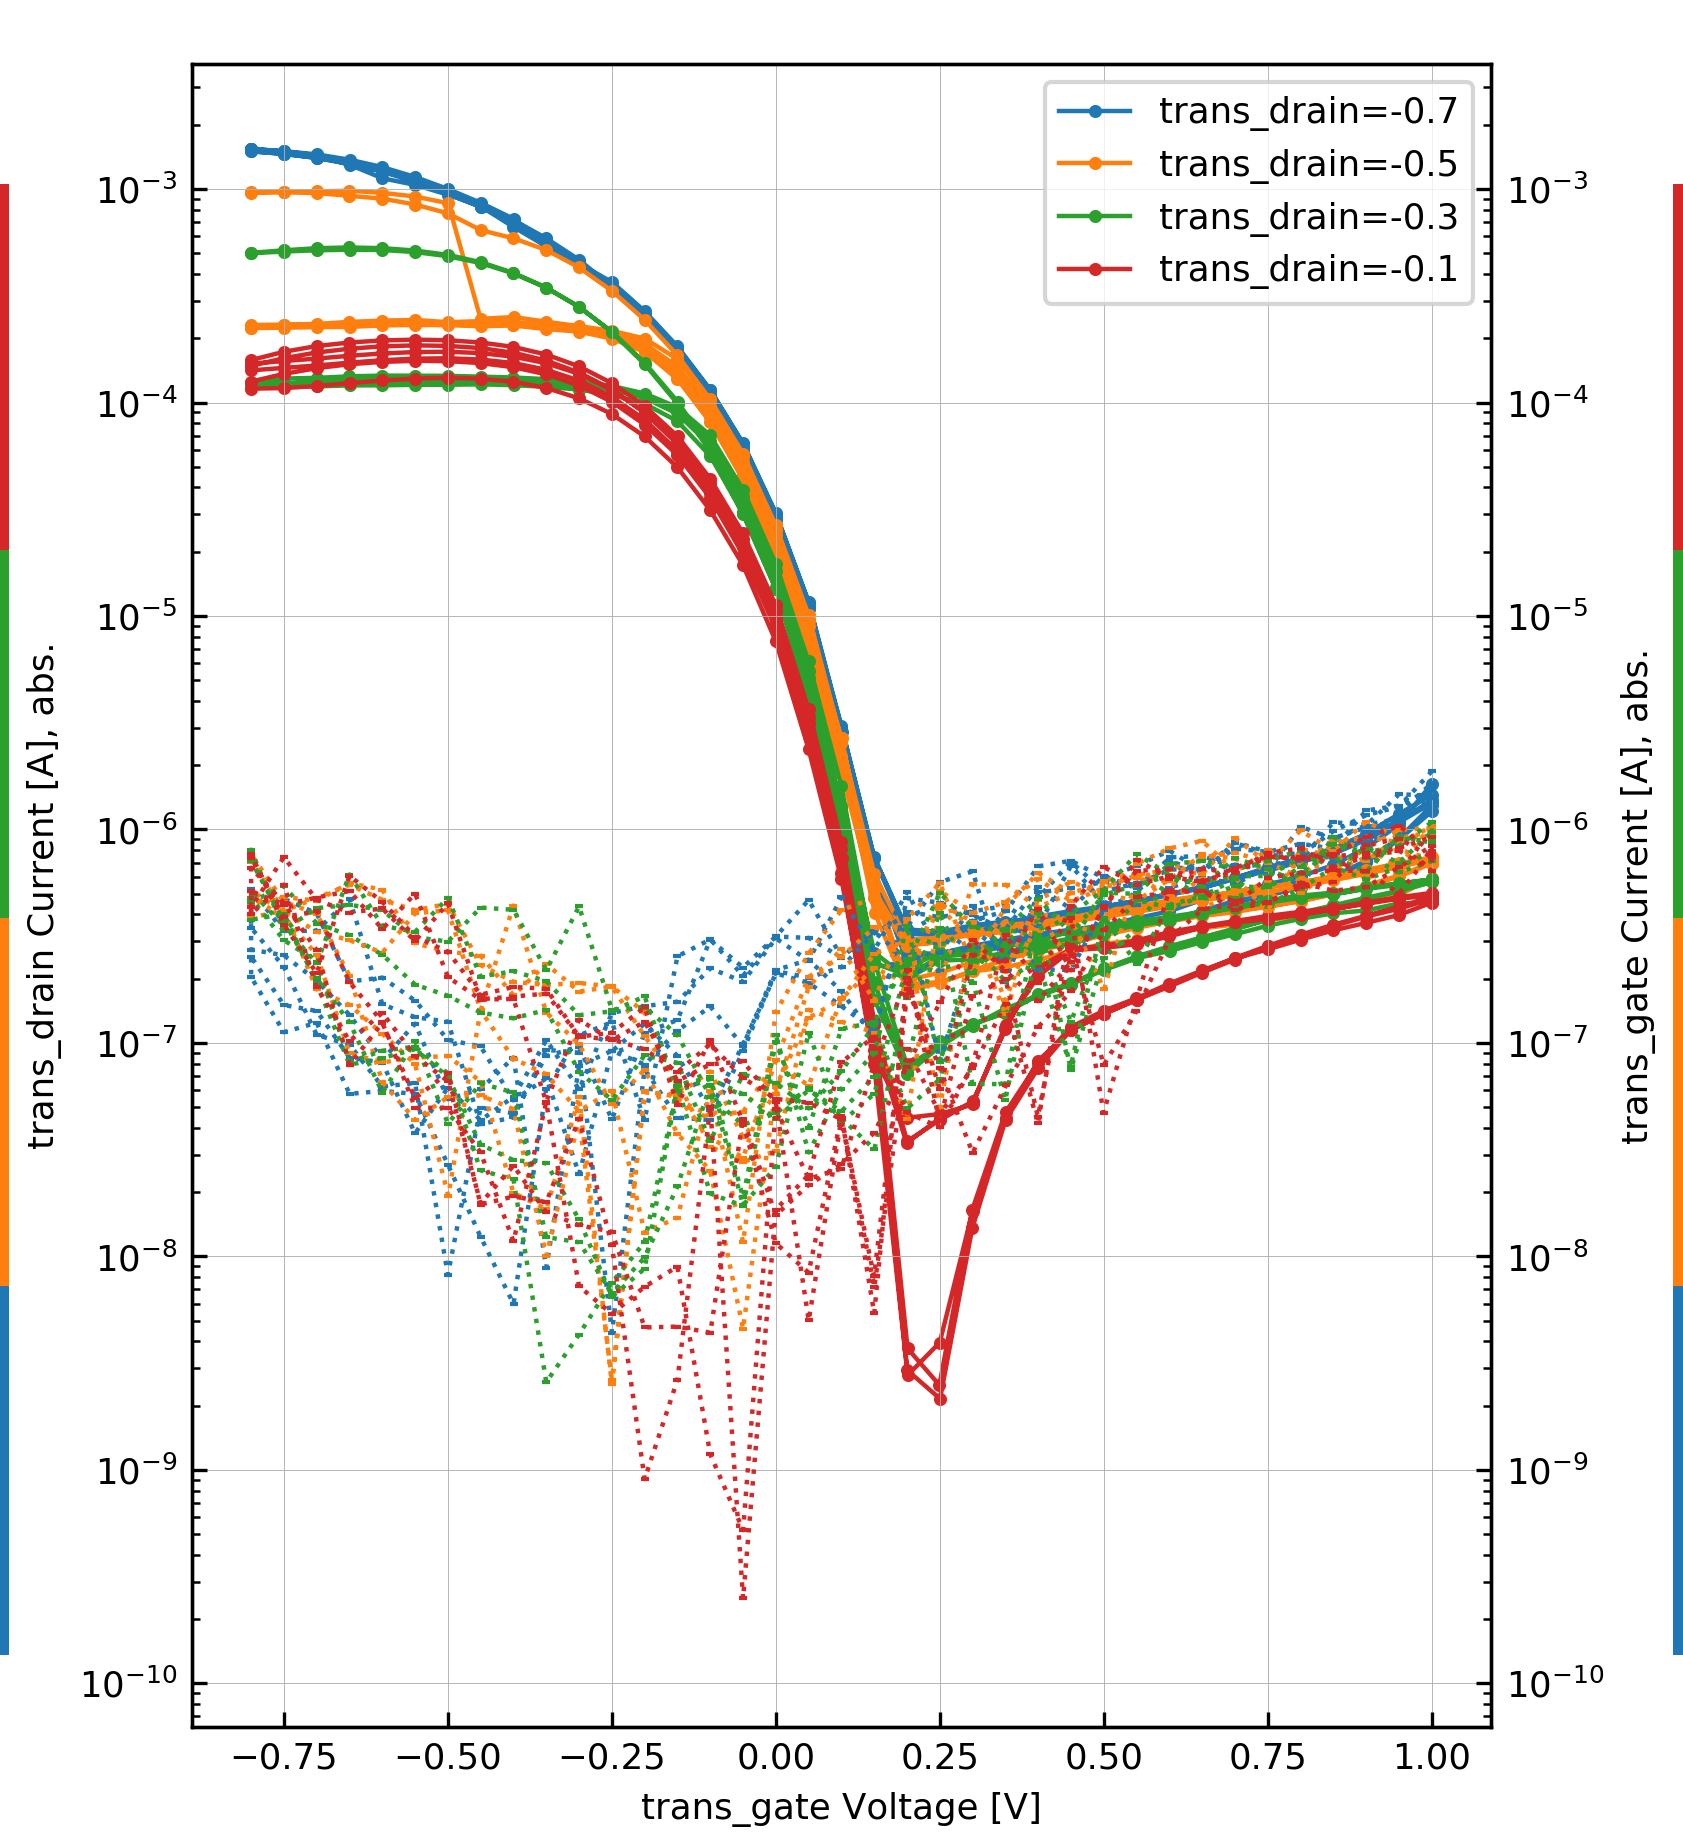 trans_drain=-0.7
trans_drain=-0.5
trans_drain=-0.3
trans_drain=-0.1
10⁻³
10⁻⁴
10⁻⁵
10⁻⁶
10⁻⁷
10⁻⁸
10⁻⁹
10⁻¹⁰
trans_drain Current [A], abs.
10⁻³
10⁻⁴
10⁻⁵
10⁻⁶
10⁻⁷
10⁻⁸
10⁻⁹
10⁻¹⁰
trans_gate Current [A], abs.
−0.75 −0.50 −0.25 0.00 0.25 0.50 0.75 1.00
trans_gate Voltage [V]